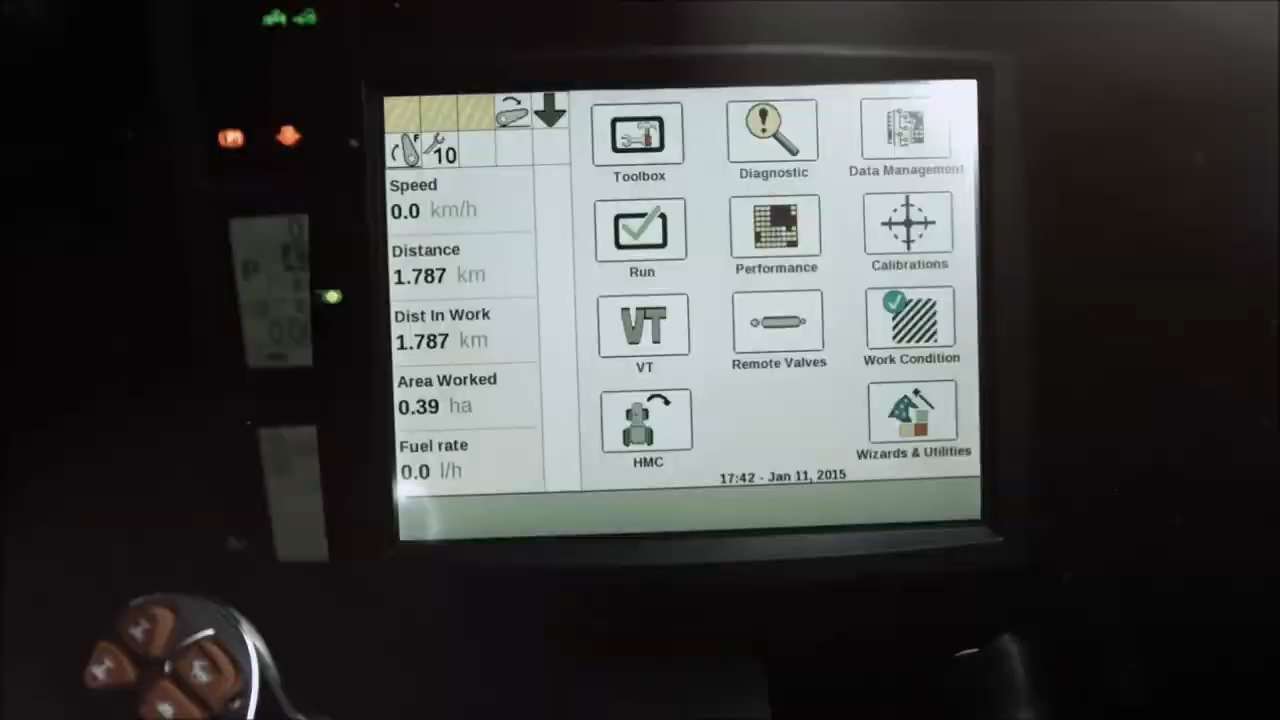 F
10
Speed
0.0 km/h
Distance
1.787 km
Dist In Work
1.787 km
Area Worked
0.39 ha
Fuel rate
0.0 l/h
Toolbox
Diagnostic
Data Management
Run
Performance
Calibrations
VT
VT
Remote Valves
Work Condition
HMC
Wizards & Utilities
17:42 - Jan 11, 2015
P